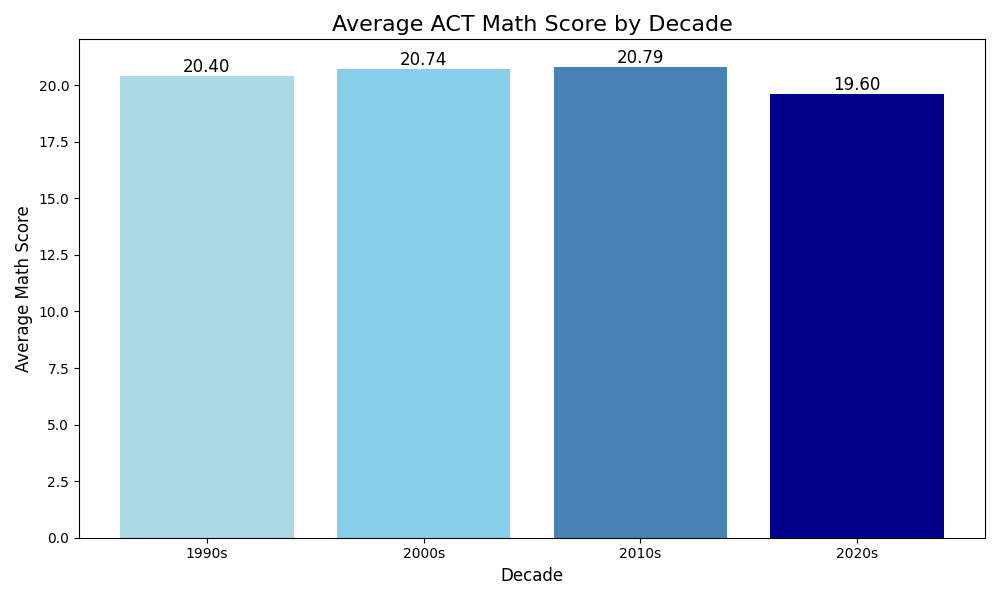 Average ACT Math Score by Decade
20.40
20.74
20.79
19.60
Average Math Score
20.0
17.5
15.0
12.5
10.0
7.5
5.0
2.5
0.0
1990s
2000s
2010s
2020s
Decade